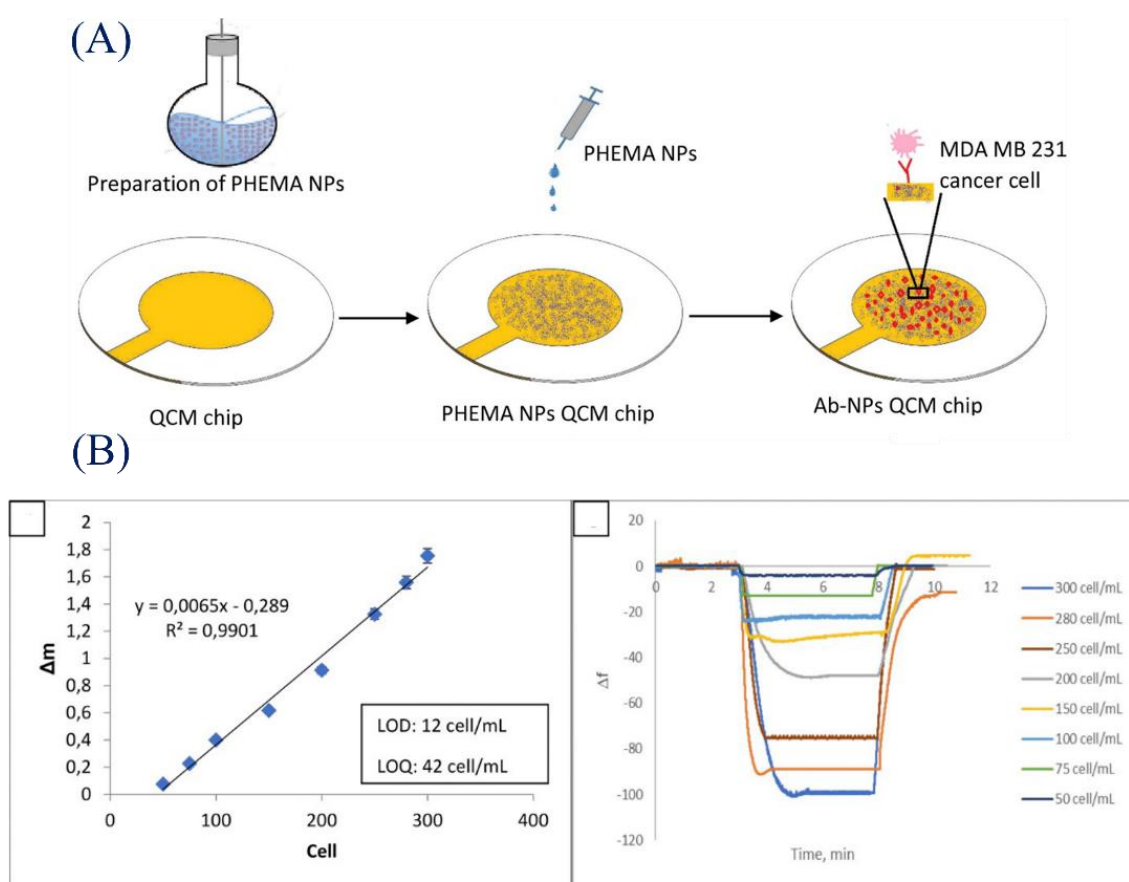 (A)
Preparation of PHEMA NPs
PHEMA NPs
MDA MB 231
cancer cell
QCM chip
PHEMA NPs QCM chip
Ab-NPs QCM chip
(B)
2
1,8
1,6
1,4
1,2
1
0,8
0,6
0,4
0,2
0
Δm
y = 0,0065x - 0,289
R² = 0,9901
LOD: 12 cell/mL
LOQ: 42 cell/mL
0 100 200 300 400
Cell
20
0
-20
-40
-60
-80
-100
-120
Δf
0 2 4 6 8 10 12
Time, min
300 cell/mL
280 cell/mL
250 cell/mL
200 cell/mL
150 cell/mL
100 cell/mL
75 cell/mL
50 cell/mL